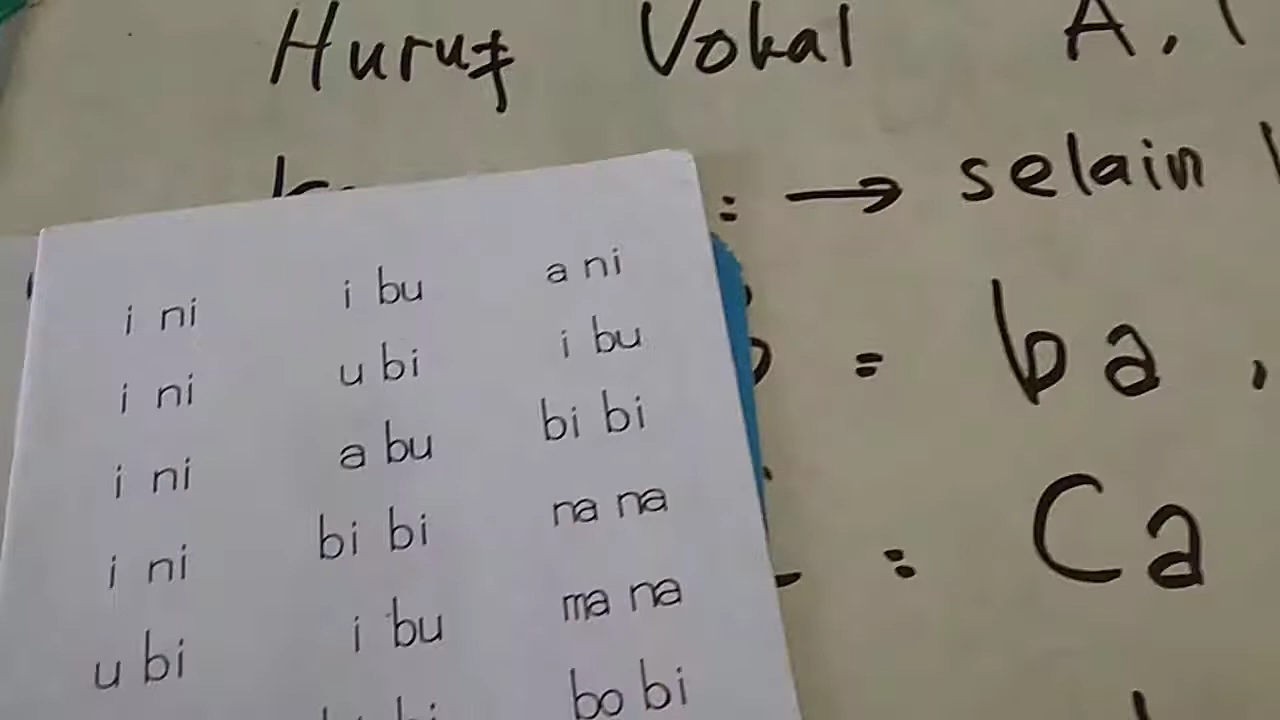 Huruf Vokal A,
: → selain
= ba ,
: Ca
i ni i bu a ni
i ni u bi i bu
i ni a bu bi bi
i ni bi bi na na
u bi i bu ma na
bo bi